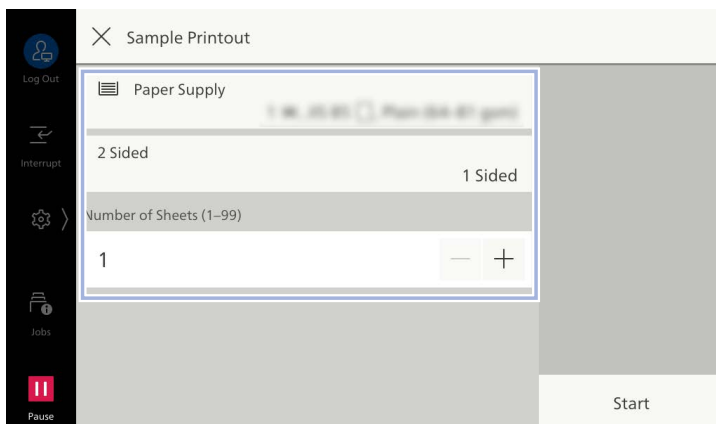 Sample Printout
Log Out
Interrupt
Jobs
Pause
Paper Supply
2 Sided
1 Sided
Number of Sheets (1–99)
1
Start